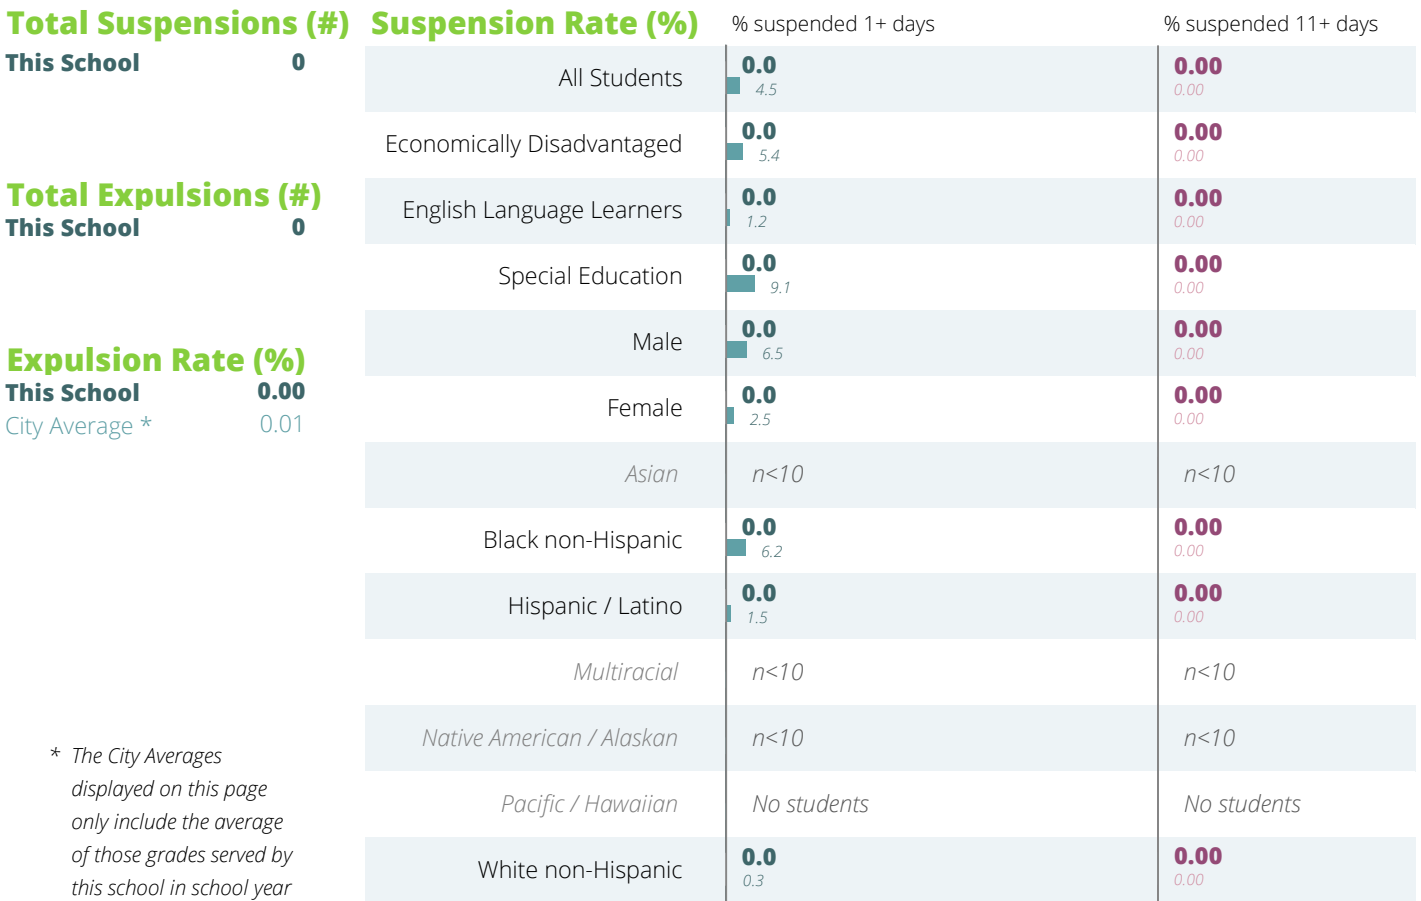 Total Suspensions (#)
This School 0
Total Expulsions (#)
This School 0
Expulsion Rate (%)
This School 0.00
City Average * 0.01
* The City Averages
displayed on this page
only include the average
of those grades served by
this school in school year
Suspension Rate (%) % suspended 1+ days % suspended 11+ days
All Students 0.0 0.00
4.5 0.00
Economically Disadvantaged 0.0 0.00
5.4 0.00
English Language Learners 0.0 0.00
1.2 0.00
Special Education 0.0 0.00
9.1 0.00
Male 0.0 0.00
6.5 0.00
Female 0.0 0.00
2.5 0.00
Asian n<10 n<10
Black non-Hispanic 0.0 0.00
6.2 0.00
Hispanic / Latino 0.0 0.00
1.5 0.00
Multiracial n<10 n<10
Native American / Alaskan n<10 n<10
Pacific / Hawaiian No students No students
White non-Hispanic 0.0 0.00
0.3 0.00